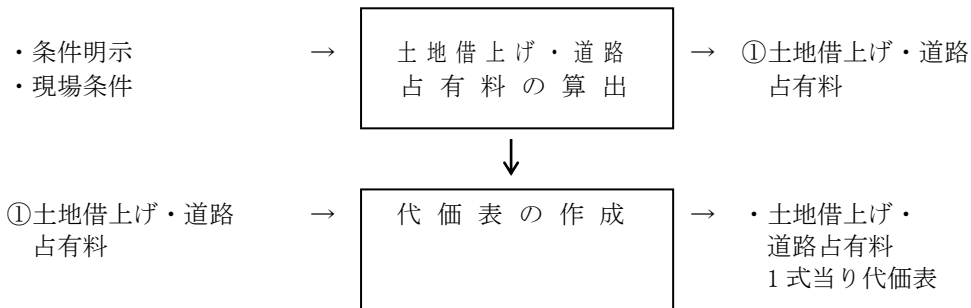 ・条件明示 → 土地借上げ・道路 → ①土地借上げ・道路
・現場条件 占有料の算出 占有料
↓
①土地借上げ・道路 → 代価表の作成 → ・土地借上げ・
占有料 道路占有料
1式当り代価表